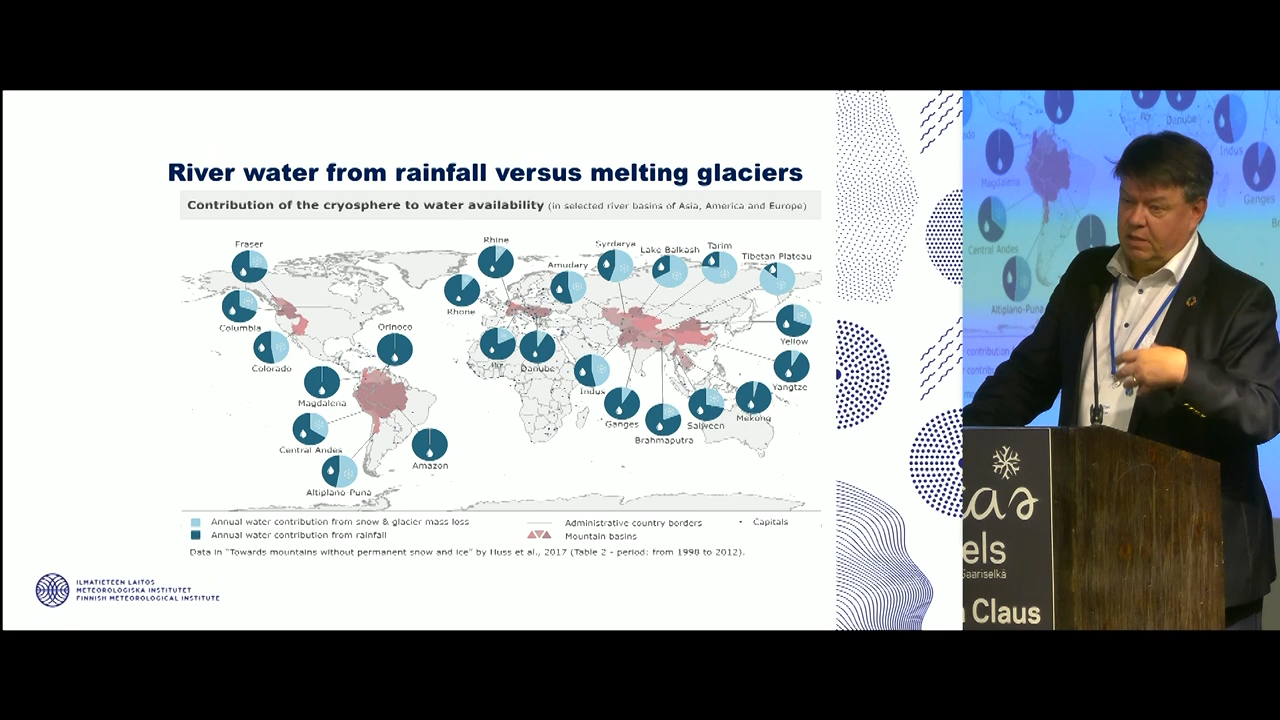 River water from rainfall versus melting glaciers
Contribution of the cryosphere to water availability (in selected river basins of Asia, America and Europe)
Fraser
Columbia
Colorado
Orinoco
Magdalena
Central Andes
Altiplano-Puna
Amazon
Rhine
Rhone
Danube
Syrdarya
Amudary
Lake Balkash
Tarim
Tibetan Plateau
Yellow
Yangtze
Indus
Ganges
Brahmaputra
Salween
Mekong
Annual water contribution from snow & glacier mass loss
Annual water contribution from rainfall
Administrative country borders
Mountain basins
Capitals
Data in "Towards mountains without permanent snow and ice" by Huss et al., 2017 (Table 2 - period: from 1998 to 2012).
ILMATIETEEN LAITOS
METEOROLOGISKA INSTITUTET
FINNISH METEOROLOGICAL INSTITUTE
Danube
Indus
Magdalena
Ganges
Central Andes
Altiplano-Puna
els
Saariselkä
Claus